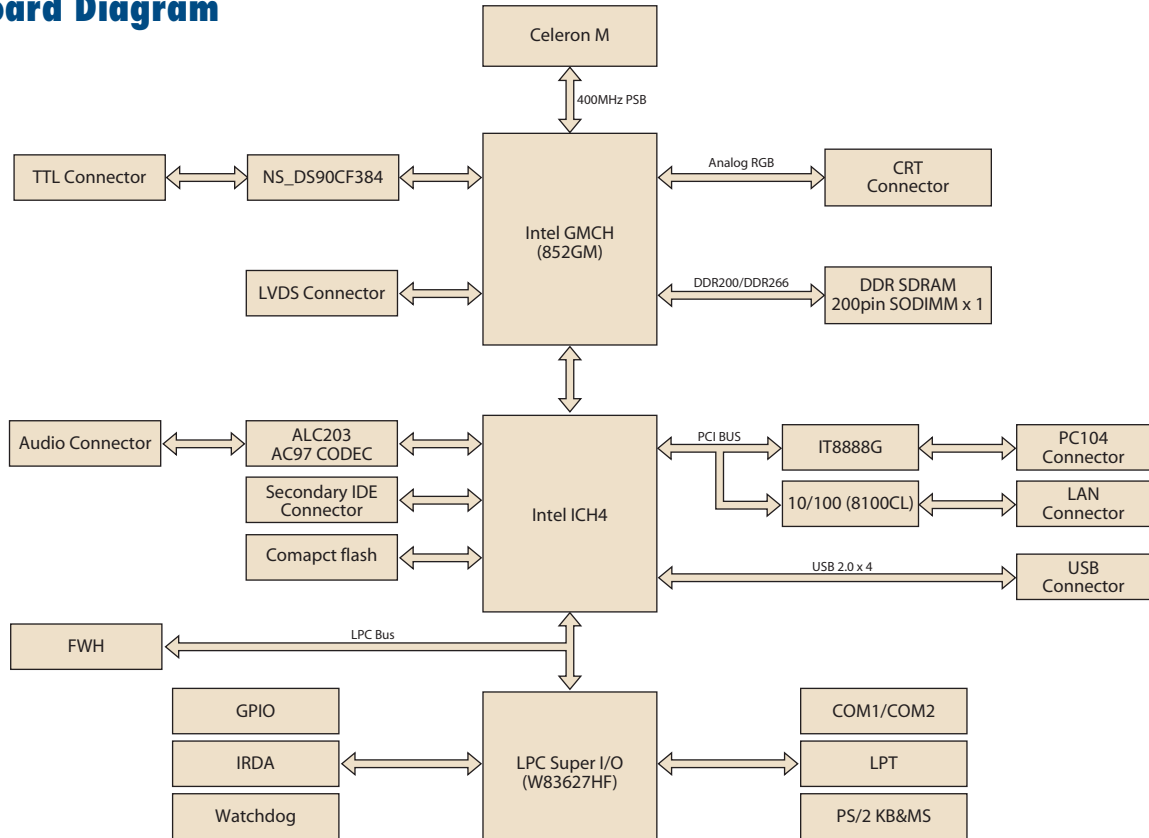 oard Diagram
Celeron M
400MHz PSB
TTL Connector
NS_DS90CF384
Analog RGB
CRT
Connector
Intel GMCH
(852GM)
LVDS Connector
DDR200/DDR266
DDR SDRAM
200pin SODIMM x 1
Audio Connector
ALC203
AC97 CODEC
PCI BUS
IT8888G
PC104
Connector
Secondary IDE
Connector
Intel ICH4
10/100 (8100CL)
LAN
Connector
Comapct flash
USB 2.0 x 4
USB
Connector
FWH
LPC Bus
GPIO
COM1/COM2
IRDA
LPC Super I/O
(W83627HF)
LPT
Watchdog
PS/2 KB&MS